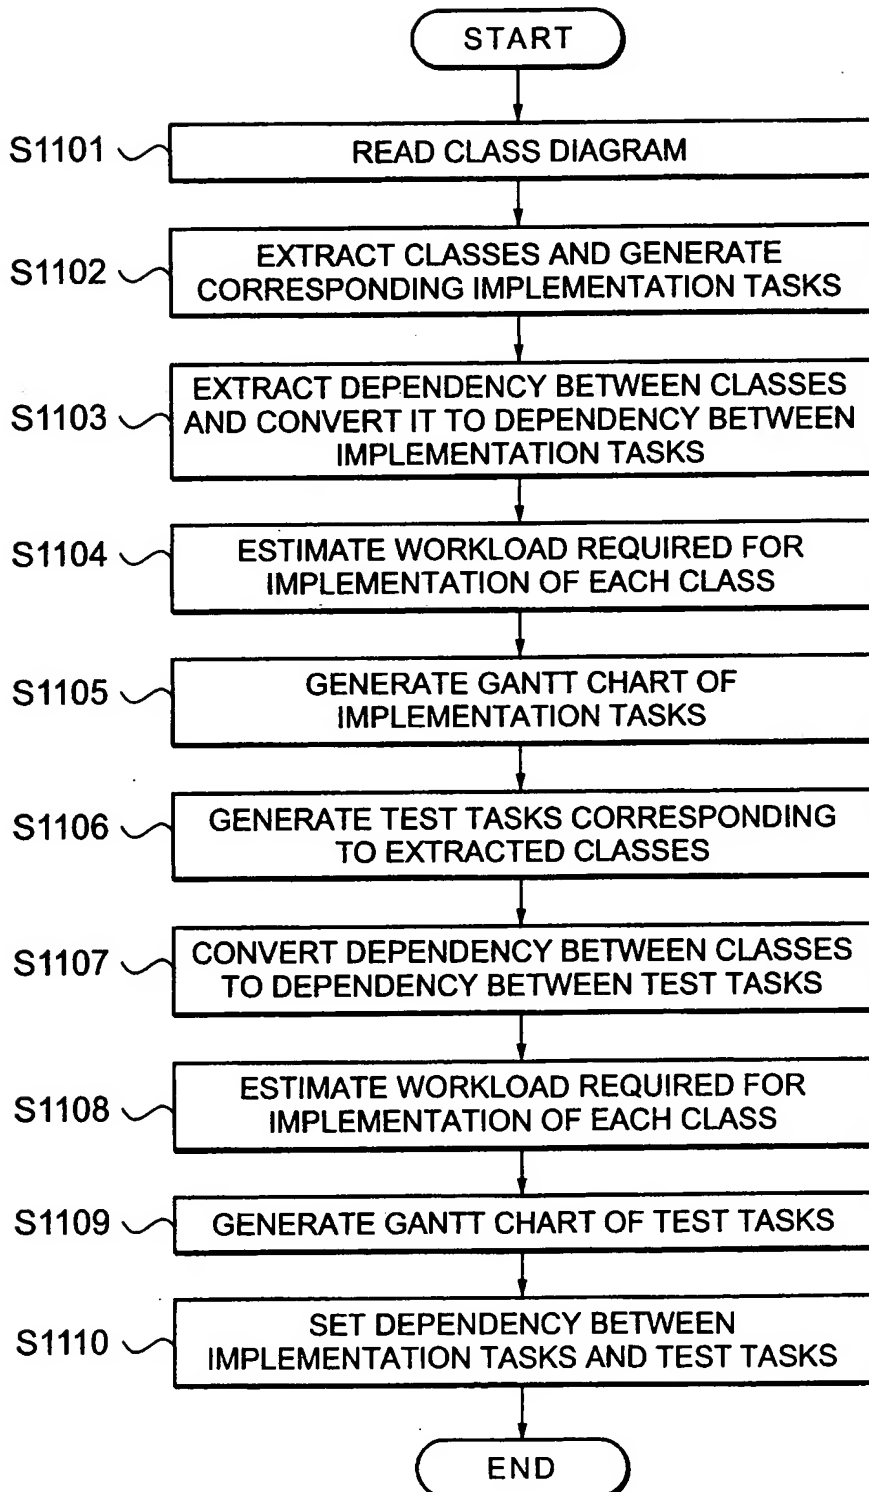 START
S1101
READ CLASS DIAGRAM
S1102
EXTRACT CLASSES AND GENERATE
CORRESPONDING IMPLEMENTATION TASKS
S1103
EXTRACT DEPENDENCY BETWEEN CLASSES
AND CONVERT IT TO DEPENDENCY BETWEEN
IMPLEMENTATION TASKS
S1104
ESTIMATE WORKLOAD REQUIRED FOR
IMPLEMENTATION OF EACH CLASS
S1105
GENERATE GANTT CHART OF
IMPLEMENTATION TASKS
S1106
GENERATE TEST TASKS CORRESPONDING
TO EXTRACTED CLASSES
S1107
CONVERT DEPENDENCY BETWEEN CLASSES
TO DEPENDENCY BETWEEN TEST TASKS
S1108
ESTIMATE WORKLOAD REQUIRED FOR
IMPLEMENTATION OF EACH CLASS
S1109
GENERATE GANTT CHART OF TEST TASKS
S1110
SET DEPENDENCY BETWEEN
IMPLEMENTATION TASKS AND TEST TASKS
END